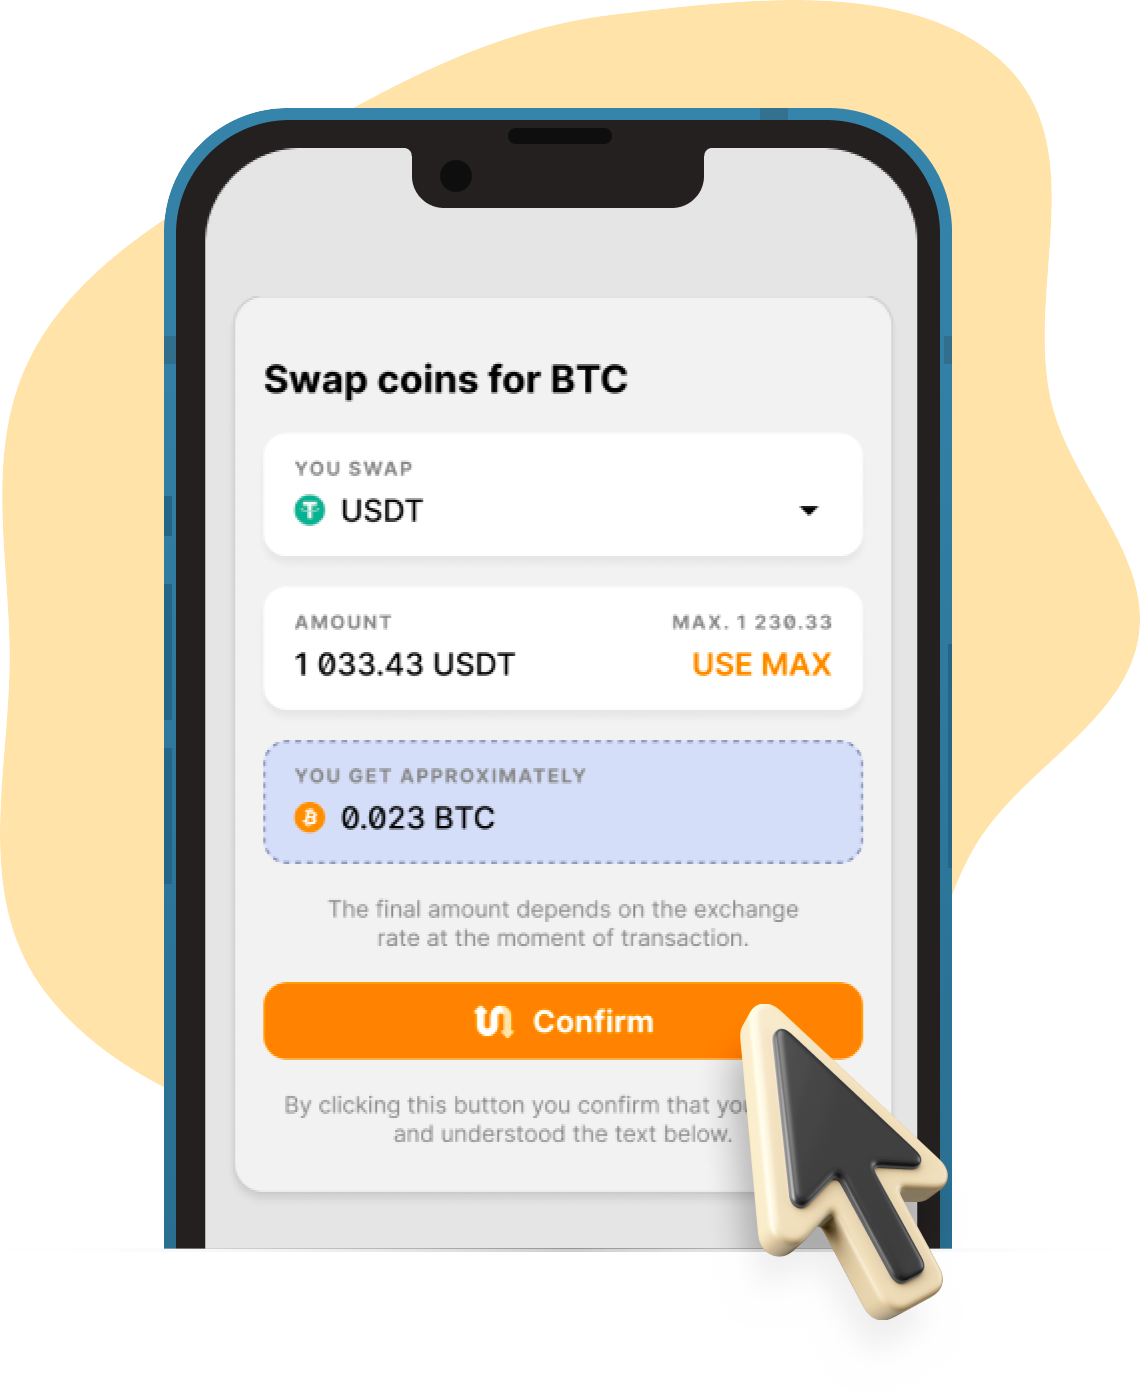 Swap coins for BTC
YOU SWAP
USDT
AMOUNT
MAX. 1 230.33
1 033.43 USDT
USE MAX
YOU GET APPROXIMATELY
0.023 BTC
The final amount depends on the exchange
rate at the moment of transaction.
Confirm
By clicking this button you confirm that
and understood the text below.